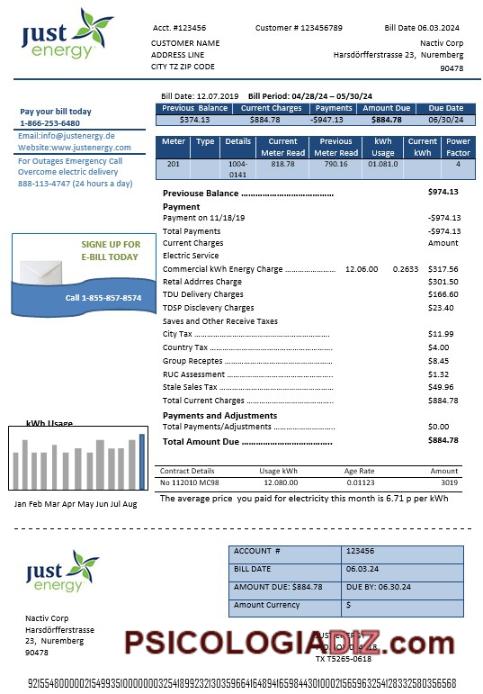 just
energy
Acct. #123456
Customer # 123456789
Bill Date 06.03.2024
CUSTOMER NAME
ADDRESS LINE
CITY TZ ZIP CODE
Nactiv Corp
Harsdörfferstrasse 23, Nuremberg
90478
Bill Date: 12.07.2019 Bill Period: 04/28/24 – 05/30/24
Previous Balance Current Charges Payments Amount Due Due Date
$374.13 $884.78 -$947.13 $884.78 06/30/24
Pay your bill today
1-866-253-6480
Email:info@justenergy.de
Website:www.justenergy.com
For Outages Emergency Call
Overcome electric delivery
888-113-4747 (24 hours a day)
Meter Type Details Current Meter Read Previous Meter Read kWh Usage Current kWh Power Factor
201 1004-0141 818.78 790.16 01.081.0 4
Previouse Balance .................................... $974.13
Payment
Payment on 11/18/19 -$974.13
Total Payments -$974.13
Current Charges Amount
Electric Service
Commercial kWh Energy Charge .................... 12.06.00 0.2633 $317.56
Retal Addrres Charge $301.50
TDU Delivery Charges $166.60
TDSP Disclevery Charges $23.40
Saves and Other Receive Taxes
City Tax .................................... $11.99
Country Tax .................................... $4.00
Group Receptes .................................... $8.45
RUC Assessment .................................... $1.32
Stale Sales Tax .................................... $49.96
Total Current Charges .................................... $884.78
Payments and Adjustments
Total Payments/Adjustments .................................... $0.00
Total Amount Due .................................... $884.78
SIGNE UP FOR
E-BILL TODAY
Call 1-855-857-8574
kWh Usage
Jan Feb Mar Apr May Jun Jul Aug
Contract Details Usage kWh Age Rate Amount
No 112010 MC98 12.080.00 0.01123 3019
The average price you paid for electricity this month is 6.71 p per kWh
just
energy
ACCOUNT # 123456
BILL DATE 06.03.24
AMOUNT DUE: $884.78 DUE BY: 06.30.24
Amount Currency $
Nactiv Corp
Harsdörfferstrasse
23, Nuremberg
90478
PSICOLOGIADIZ.com
TX T5265-0618